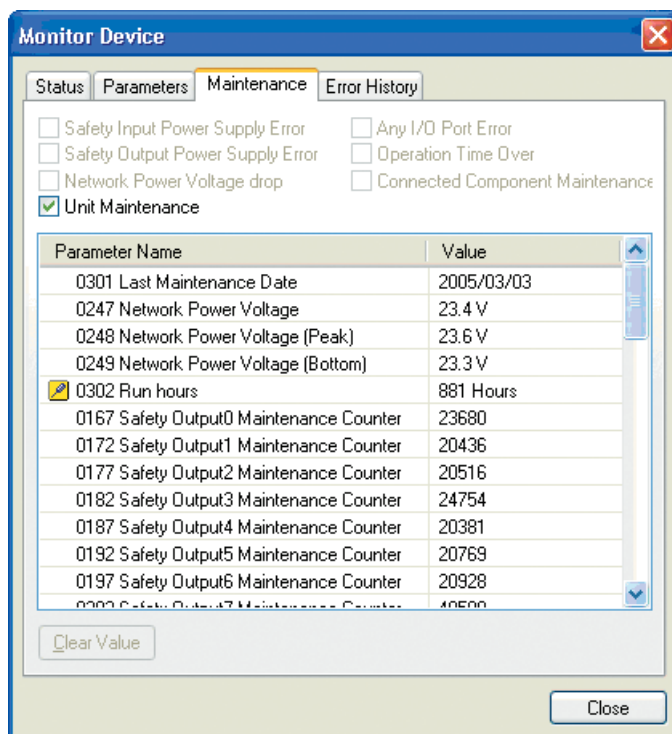 Monitor Device
Status Parameters Maintenance Error History
Safety Input Power Supply Error Any I/O Port Error
Safety Output Power Supply Error Operation Time Over
Network Power Voltage drop Connected Component Maintenance
Unit Maintenance
Parameter Name Value
0301 Last Maintenance Date 2005/03/03
0247 Network Power Voltage 23.4 V
0248 Network Power Voltage (Peak) 23.6 V
0249 Network Power Voltage (Bottom) 23.3 V
0302 Run hours 881 Hours
0167 Safety Output0 Maintenance Counter 23680
0172 Safety Output1 Maintenance Counter 20436
0177 Safety Output2 Maintenance Counter 20516
0182 Safety Output3 Maintenance Counter 24754
0187 Safety Output4 Maintenance Counter 20381
0192 Safety Output5 Maintenance Counter 20769
0197 Safety Output6 Maintenance Counter 20928
Safety Output7 Maintenance Counter
Clear Value
Close